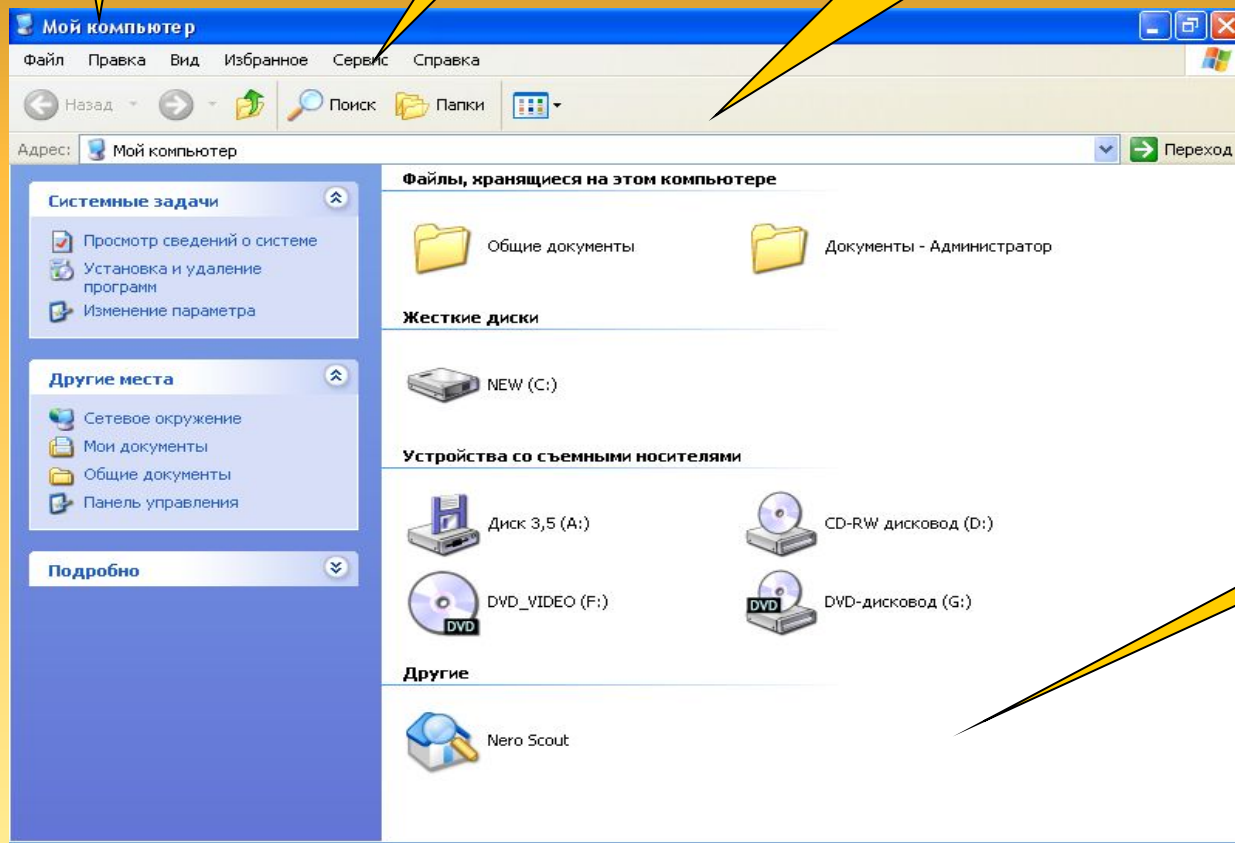 Мой компьютер
Файл Правка Вид Избранное Сервис Справка
Назад Поиск Папки
Адрес: Мой компьютер Переход
Системные задачи
Просмотр сведений о системе
Установка и удаление
программ
Изменение параметра
Другие места
Сетевое окружение
Мои документы
Общие документы
Панель управления
Подробно
Файлы, хранящиеся на этом компьютере
Общие документы
Документы - Администратор
Жесткие диски
NEW (C:)
Устройства со съемными носителями
Диск 3,5 (A:)
CD-RW дисковод (D:)
DVD_VIDEO (F:)
DVD
DVD-дисковод (G:)
DVD
Другие
Nero Scout